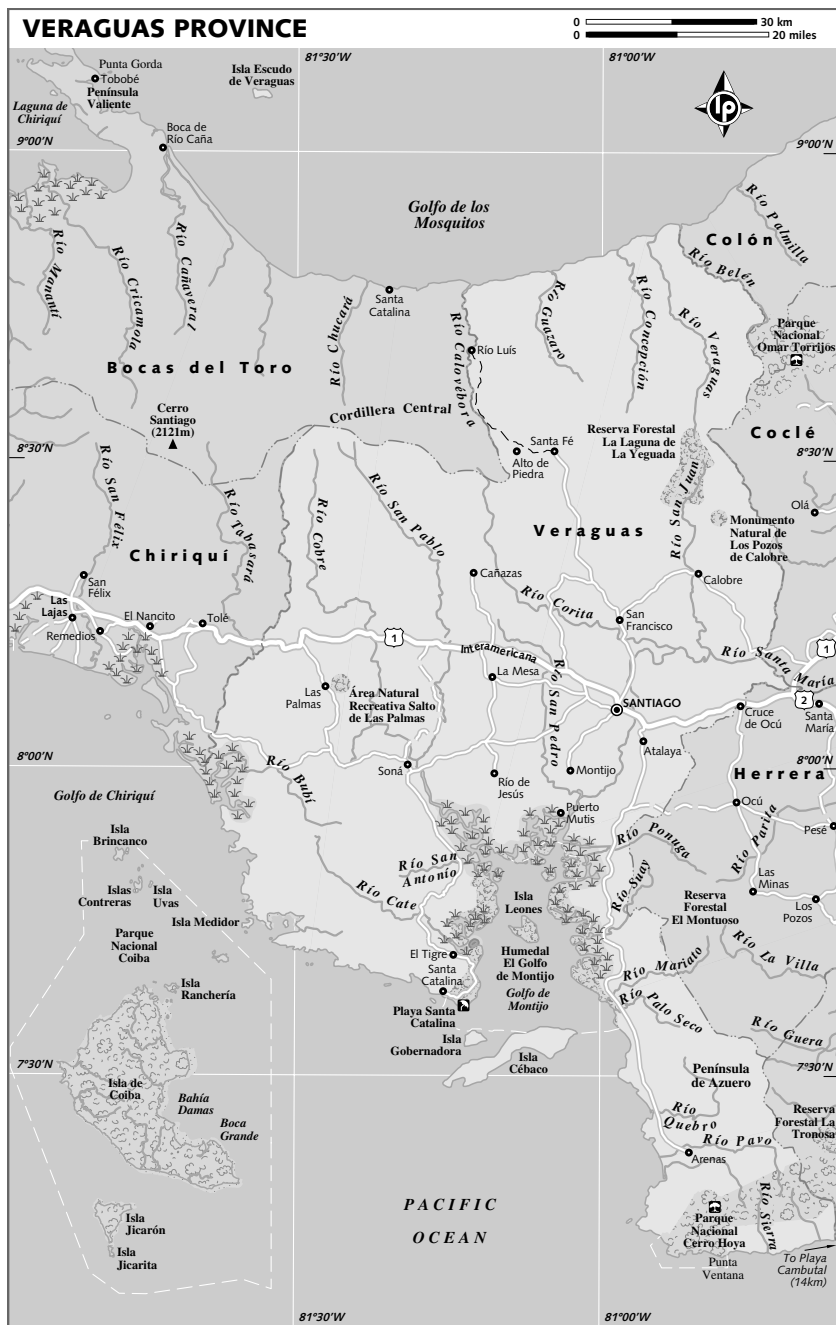 VERAGUAS PROVINCE
0 30 km
0 20 miles
81°30'W
81°00'W
Punta Gorda
Tobobé
Península
Valiente
Isla Escudo
de Veraguas
Laguna de
Chiriquí
lp
Boca de
Río Caña
9°00'N
9°00'N
Golfo de los
Mosquitos
Colón
Río Palmilla
Río Belén
Río Manantí
Río Cricamola
Río Cañaveral
Santa
Catalina
Río Chucará
Río Calovébora
Río Luís
Río Guazaro
Río Concepción
Río Veraguas
Parque
Nacional
Omar Torrijos
Bocas del Toro
Cordillera Central
Cerro
Santiago
(2121m)
Reserva Forestal
La Laguna de
La Yeguada
Coclé
8°30'N
8°30'N
Alto de
Piedra
Santa Fé
Río San Félix
Río Tabasará
Río Cobre
Río San Pablo
Río San Juan
Olá
Veraguas
Monumento
Natural de
Los Pozos
de Calobre
Chiriquí
San
Félix
Cañazas
Calobre
Río Corita
San
Francisco
Las
Lajas
Remedios
El Nancito
Tolé
1
Interamericana
1
Río Santa María
La Mesa
Río San Pedro
Las
Palmas
Área Natural
Recreativa Salto
de Las Palmas
SANTIAGO
2
Cruce
de Ocú
Santa
María
Atalaya
8°00'N
8°00'N
Río Bubí
Soná
Río de
Jesús
Montijo
Herrera
Golfo de Chiriquí
Puerto
Mutis
Ocú
Río Parita
Pesé
Isla
Brincanco
Río Ponuga
Río San
Antonio
Río Suay
Islas
Contreras
Isla
Uvas
Río Cate
Isla
Leones
Las
Minas
Reserva
Forestal
El Montuoso
Los
Pozos
Isla Medidor
Parque
Nacional
Coiba
El Tigre
Humedal
El Golfo
de Montijo
Río La Villa
Santa
Catalina
Golfo de
Montijo
Río Mariato
Isla
Ranchería
Playa Santa
Catalina
Río Palo Seco
Río Guera
Isla
Gobernadora
Isla
Cébaco
7°30'N
7°30'N
Isla de
Coiba
Bahía
Damas
Boca
Grande
Península
de Azuero
Río
Quebro
Reserva
Forestal La
Tronosa
Río Pavo
Arenas
PACIFIC
OCEAN
Isla
Jicarón
Isla
Jicarita
Parque
Nacional
Cerro Hoya
Río Sierra
Punta
Ventana
To Playa
Cambutal
(14km)
81°30'W
81°00'W